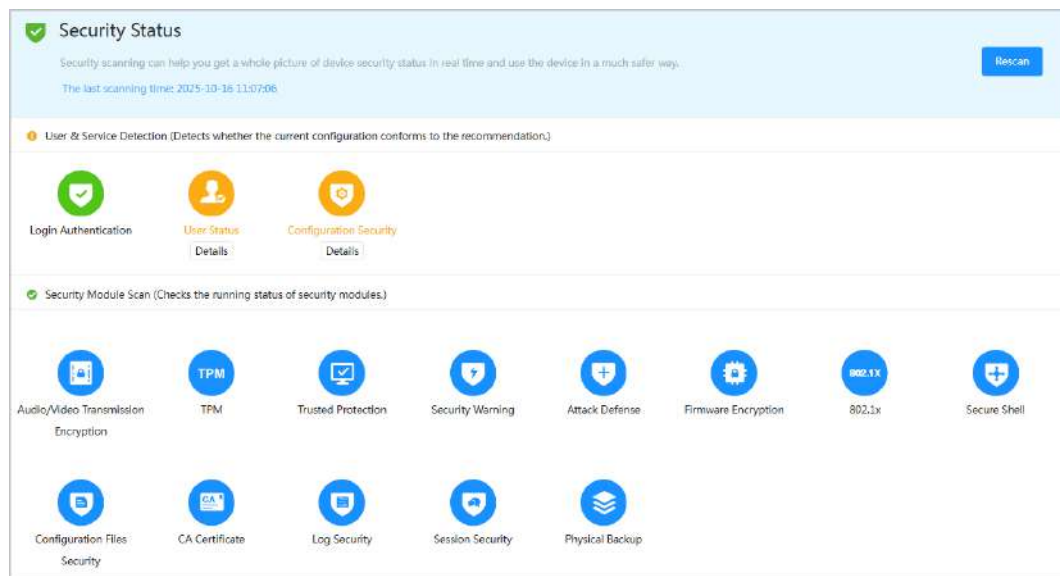 Security Status
Security scanning can help you get a whole picture of device security status in real time and use the device in a much safer way.
Rescan
The last scanning time: 2025-10-16 11:07:06
User & Service Detection (Detects whether the current configuration conforms to the recommendation.)
Login Authentication
User Status
Configuration Security
Details
Details
Security Module Scan (Checks the running status of security modules.)
TPM
802.1X
Audio/Video Transmission
Encryption
TPM
Trusted Protection
Security Warning
Attack Defense
Firmware Encryption
802.1x
Secure Shell
CA
Configuration Files
Security
CA Certificate
Log Security
Session Security
Physical Backup